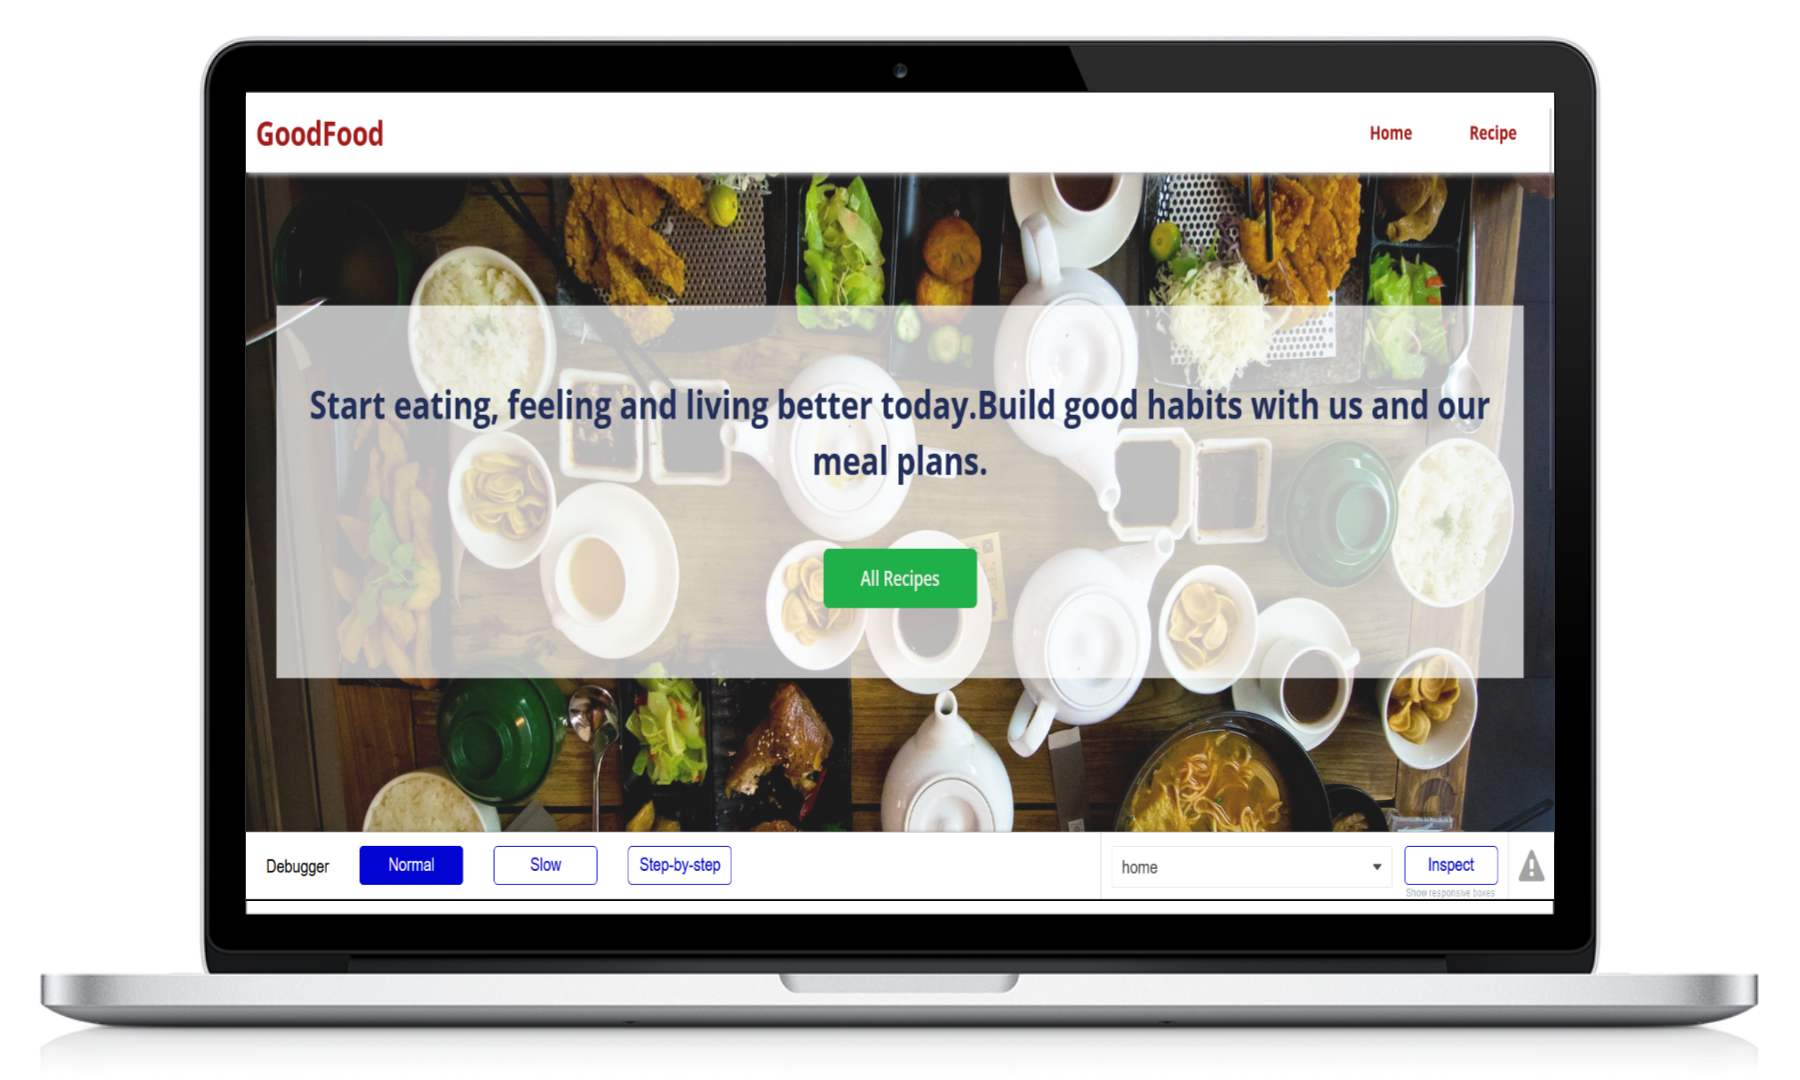 GoodFood
Home
Recipe
Start eating, feeling and living better today.Build good habits with us and our
meal plans.
All Recipes
Debugger
Normal
Slow
Step-by-step
home
Inspect
Show responsive boxes